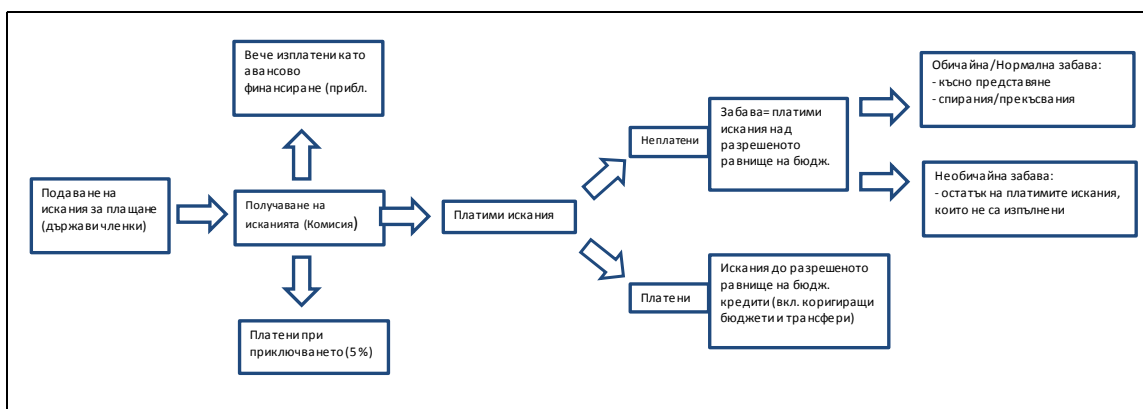 Вече изплатени като
авансово
финансиране (прибл.
Подаване на
искания за плащане
(държави членки)
Получаване на
исканията (Комисия)
Платени при
приключването (5%)
Платими искания
Неплатени
Забава= платими
искания над
разрешеното
равнище на бюдж.
Обичайна/Нормална забава:
- късно представяне
- спирания/прекъсвания
Необичайна забава:
- остатък на платимите искания,
които не са изпълнени
Платени
Искания до разрешеното
равнище на бюдж.
кредити (вкл. коригиращи
бюджети и трансфери)